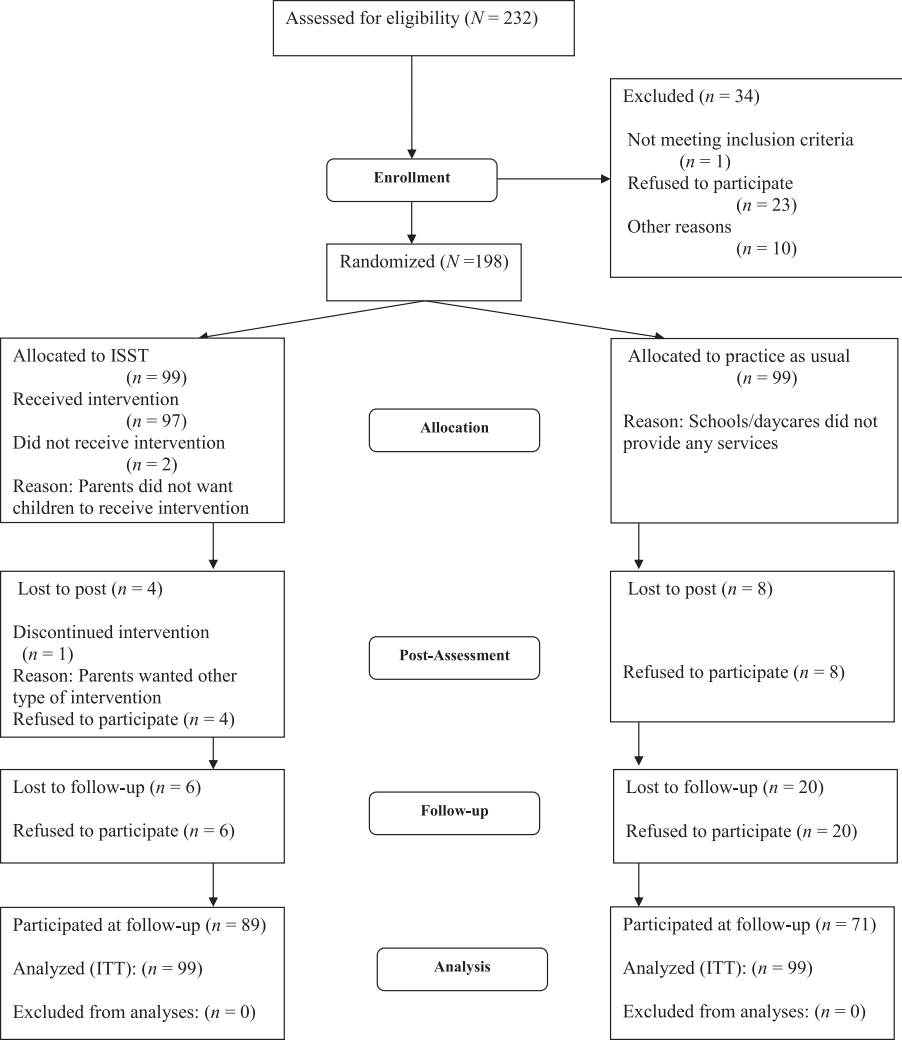 Assessed for eligibility (N = 232)
Excluded (n = 34)
Not meeting inclusion criteria
(n = 1)
Refused to participate
(n = 23)
Other reasons
(n = 10)
Enrollment
Randomized (N =198)
Allocated to ISST
(n = 99)
Received intervention
(n = 97)
Did not receive intervention
(n = 2)
Reason: Parents did not want
children to receive intervention
Allocation
Allocated to practice as usual
(n = 99)
Reason: Schools/daycares did not
provide any services
Lost to post (n = 4)
Discontinued intervention
(n = 1)
Reason: Parents wanted other
type of intervention
Refused to participate (n = 4)
Post-Assessment
Lost to post (n = 8)
Refused to participate (n = 8)
Lost to follow-up (n = 6)
Refused to participate (n = 6)
Follow-up
Lost to follow-up (n = 20)
Refused to participate (n = 20)
Participated at follow-up (n = 89)
Analyzed (ITT): (n = 99)
Excluded from analyses: (n = 0)
Analysis
Participated at follow-up (n = 71)
Analyzed (ITT): (n = 99)
Excluded from analyses: (n = 0)